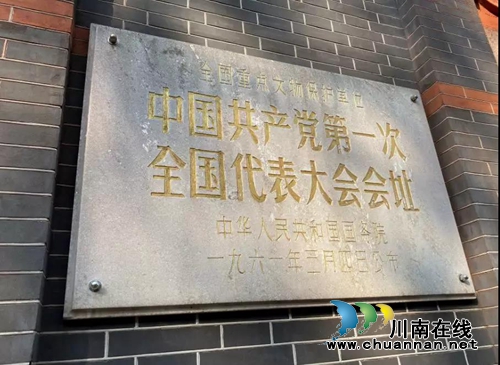 全国重点文物保护单位
中国共产党第一次
全国代表大会会址
中华人民共和国国务院
一九六一年三月四日公布
川南在线
www.chuannan.net